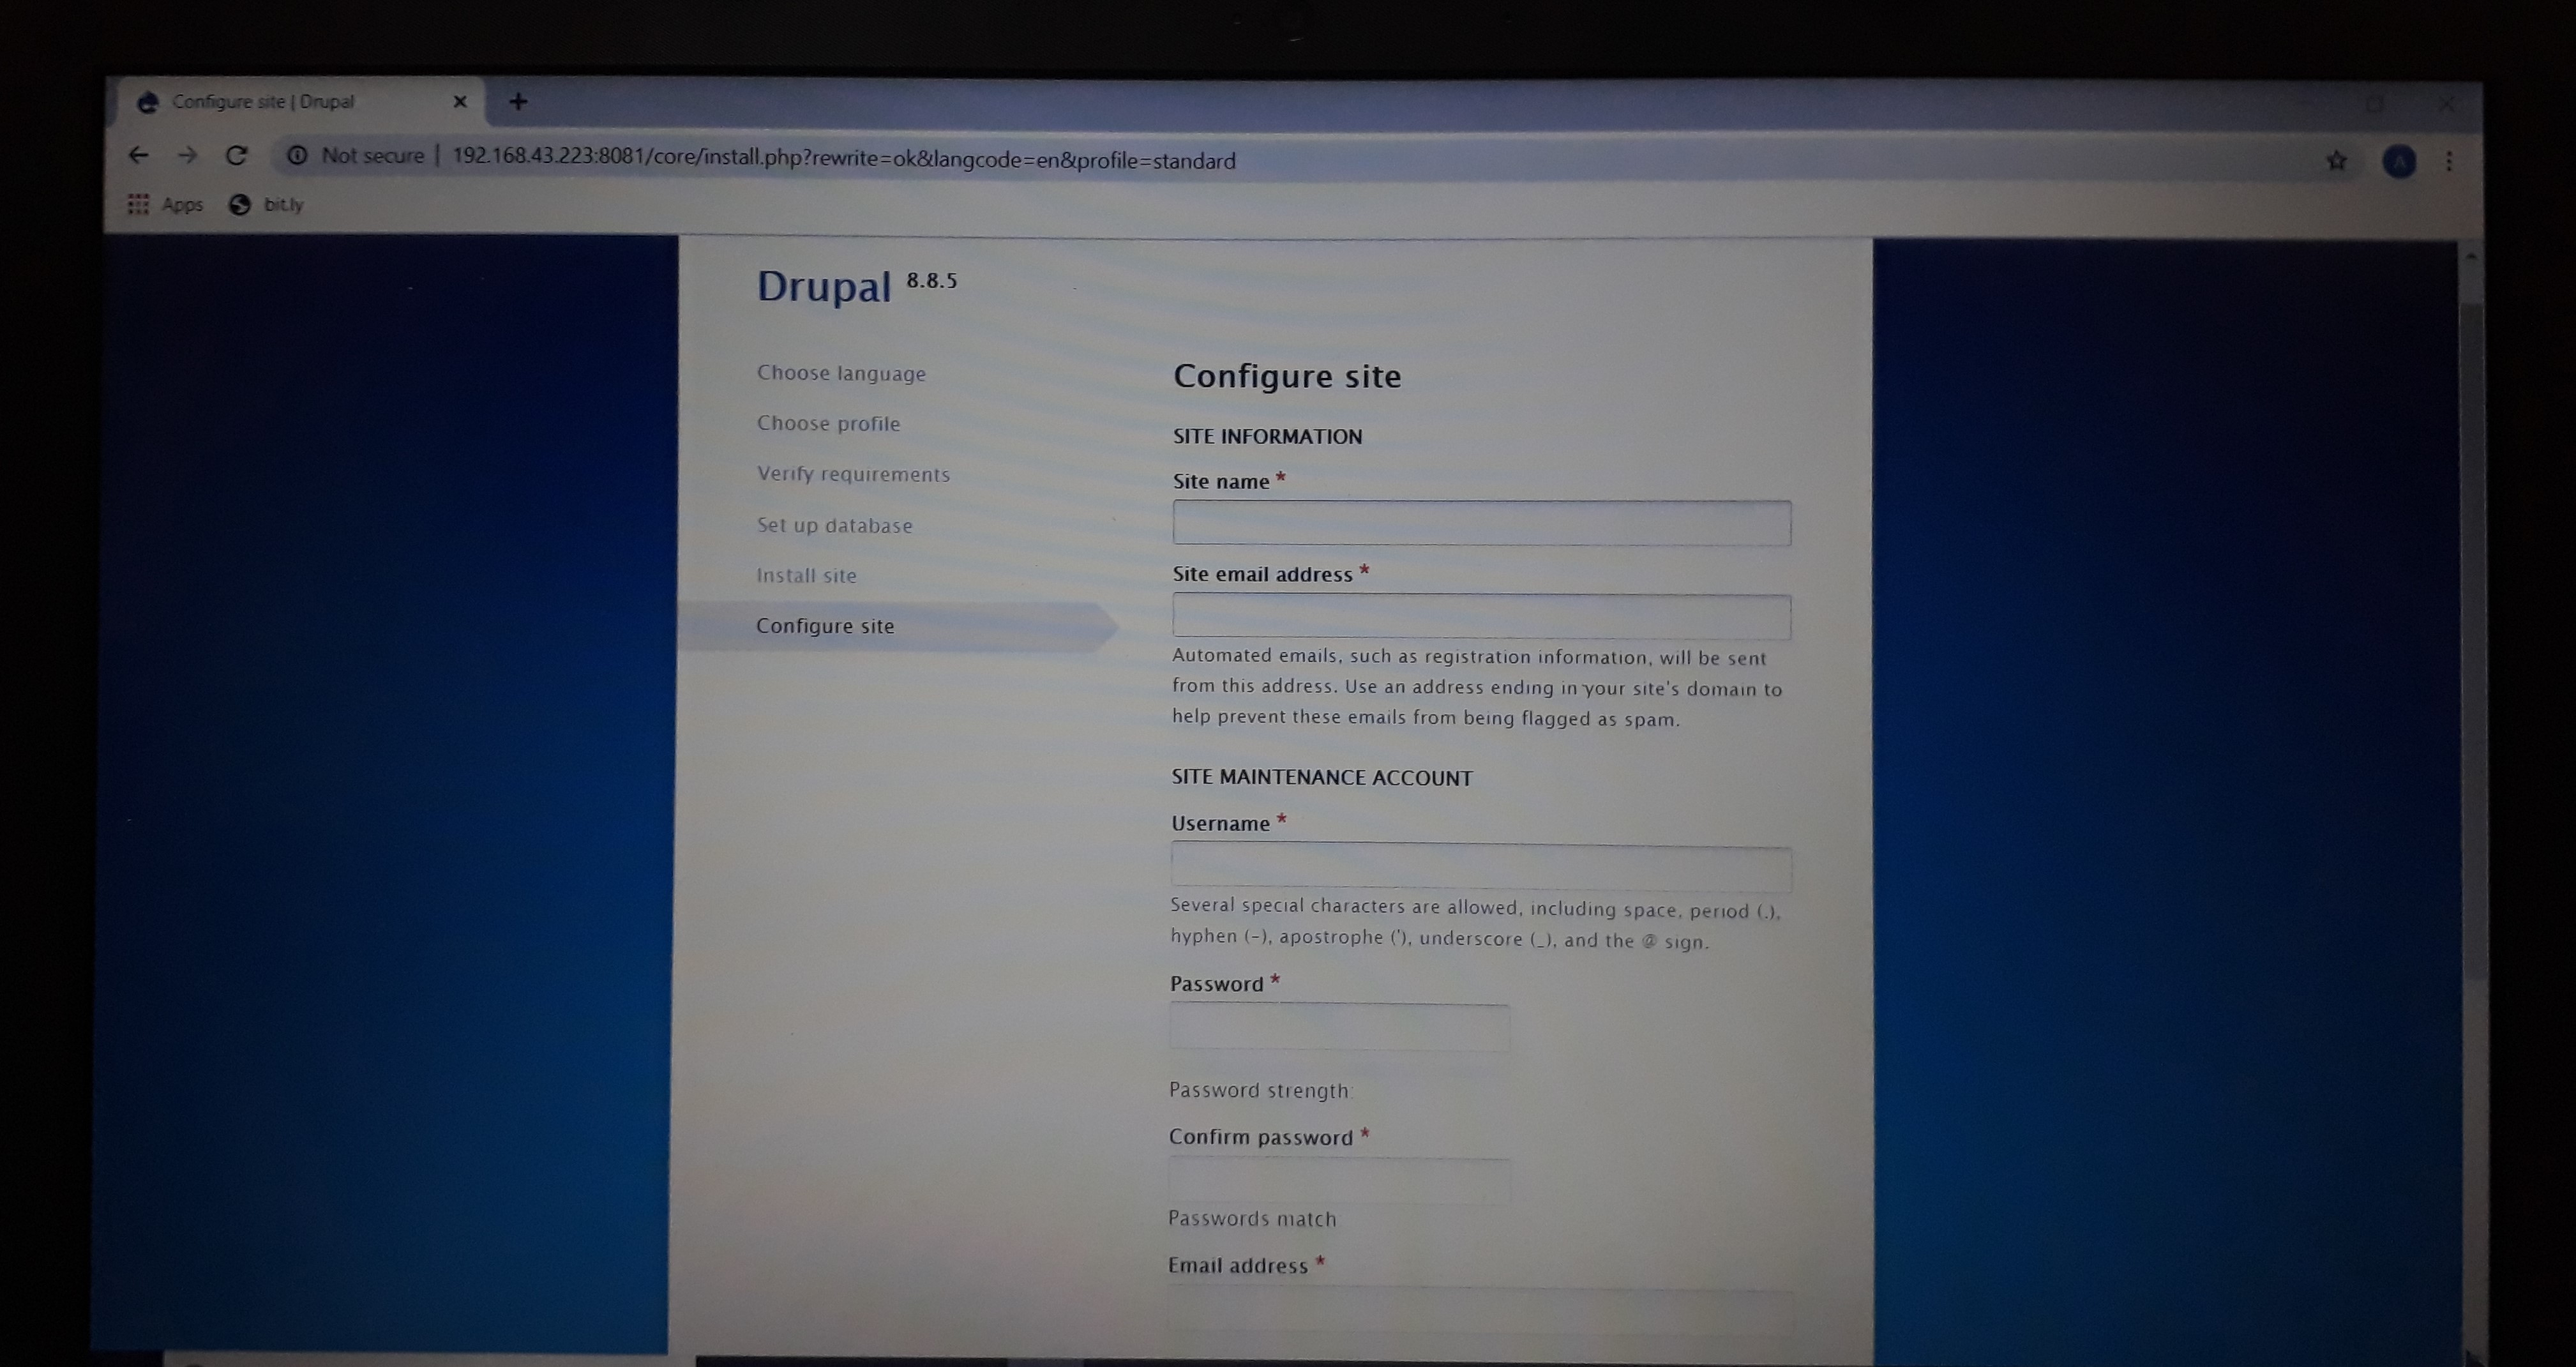 Configure site | Drupal
Not secure | 192.168.43.223:8081/core/install.php?rewrite=ok&langcode=en&profile=standard
A
Apps bit.ly
Drupal 8.8.5
Choose language
Choose profile
Verify requirements
Set up database
Install site
Configure site
Configure site
SITE INFORMATION
Site name *
Site email address *
Automated emails, such as registration information, will be sent
from this address. Use an address ending in your site's domain to
help prevent these emails from being flagged as spam.
SITE MAINTENANCE ACCOUNT
Username *
Several special characters are allowed, including space, period (.),
hyphen (-), apostrophe ('), underscore (_), and the @ sign.
Password *
Password strength:
Confirm password *
Passwords match
Email address *